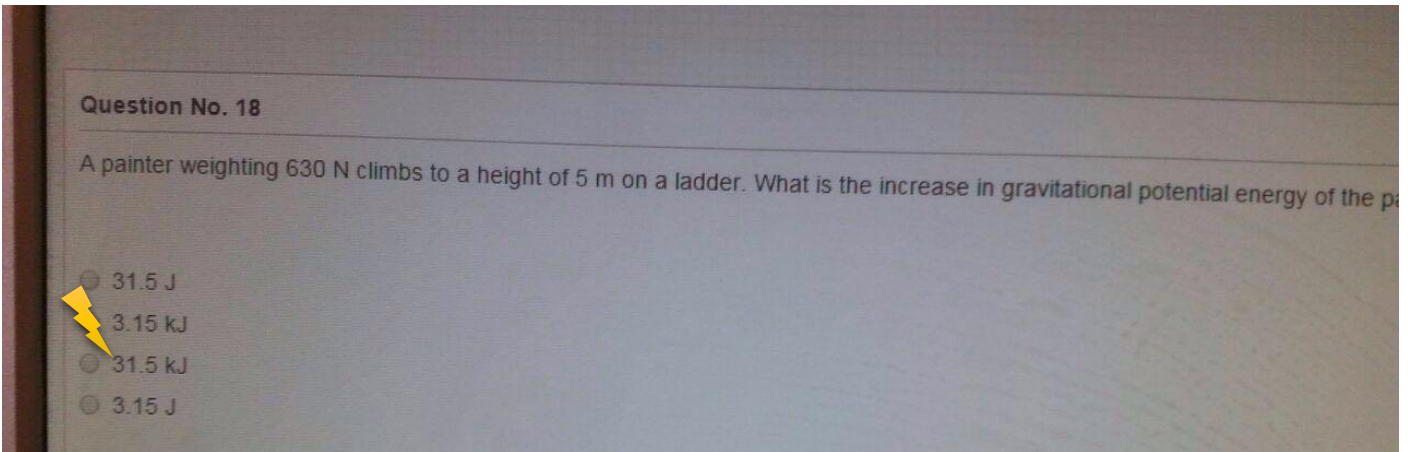 Question No. 18
A painter weighting 630 N climbs to a height of 5 m on a ladder. What is the increase in gravitational potential energy of the
31.5 J
3.15 kJ
31.5 kJ
3.15 J